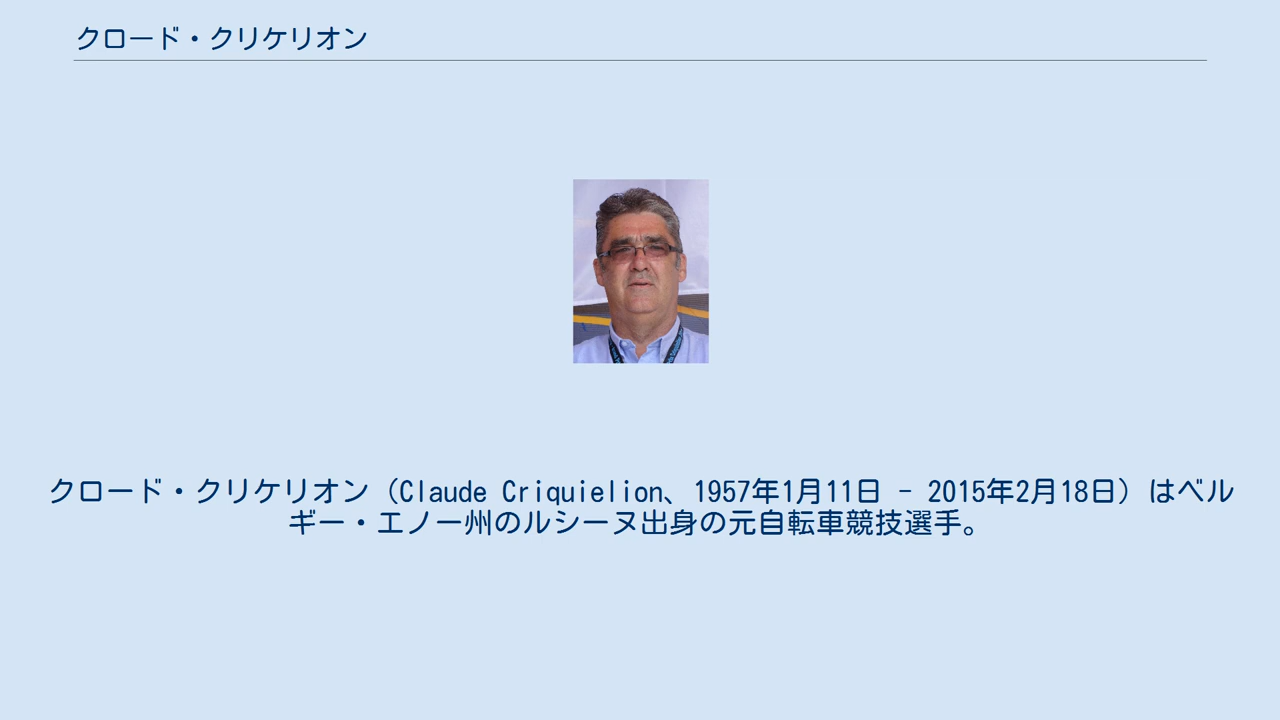 クロード・クリケリオン
クロード・クリケリオン（Claude Criquielion、1957年1月11日 - 2015年2月18日）はベル
ギー・エノー州のルシーヌ出身の元自転車競技選手。